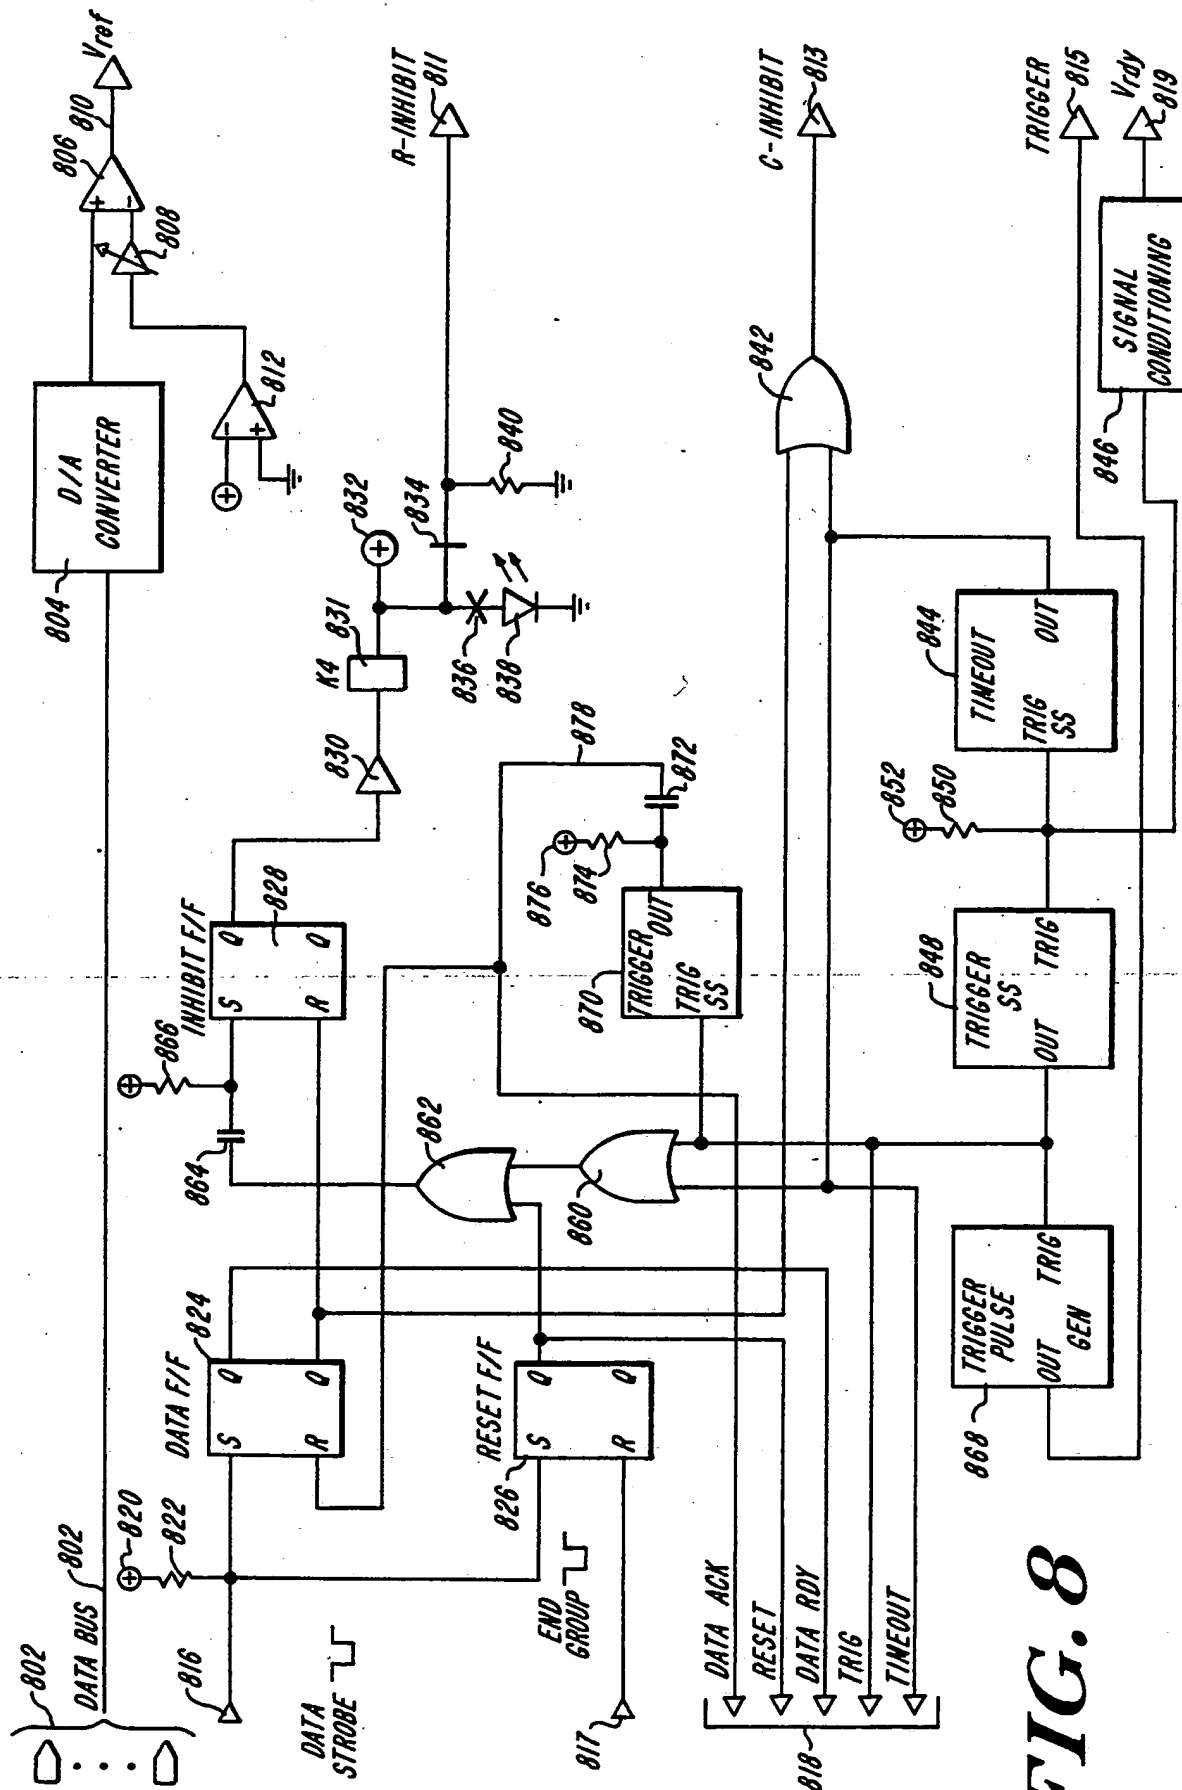 802
DATA BUS
802
804
D/A
CONVERTER
+
-
806
808
810
Vref
-
+
812
816
DATA
STROBE
820
822
DATA F/F
824
S
Q
R
Q
864
866
INHIBIT F/F
S
Q
828
R
Q
830
K4
831
832
834
836
838
840
R-INHIBIT
811
817
END
GROUP
RESET F/F
826
S
Q
R
Q
862
860
870
TRIGGER
OUT
TRIG
SS
876
874
872
878
842
C-INHIBIT
813
818
DATA ACK
RESET
DATA RDY
TRIG
TIMEOUT
868
TRIGGER
PULSE
OUT
TRIG
GEN
TRIGGER
SS
848
OUT
TRIG
852
850
TIMEOUT
844
TRIG
SS
OUT
846
SIGNAL
CONDITIONING
TRIGGER
815
Vrdy
819
FIG. 8